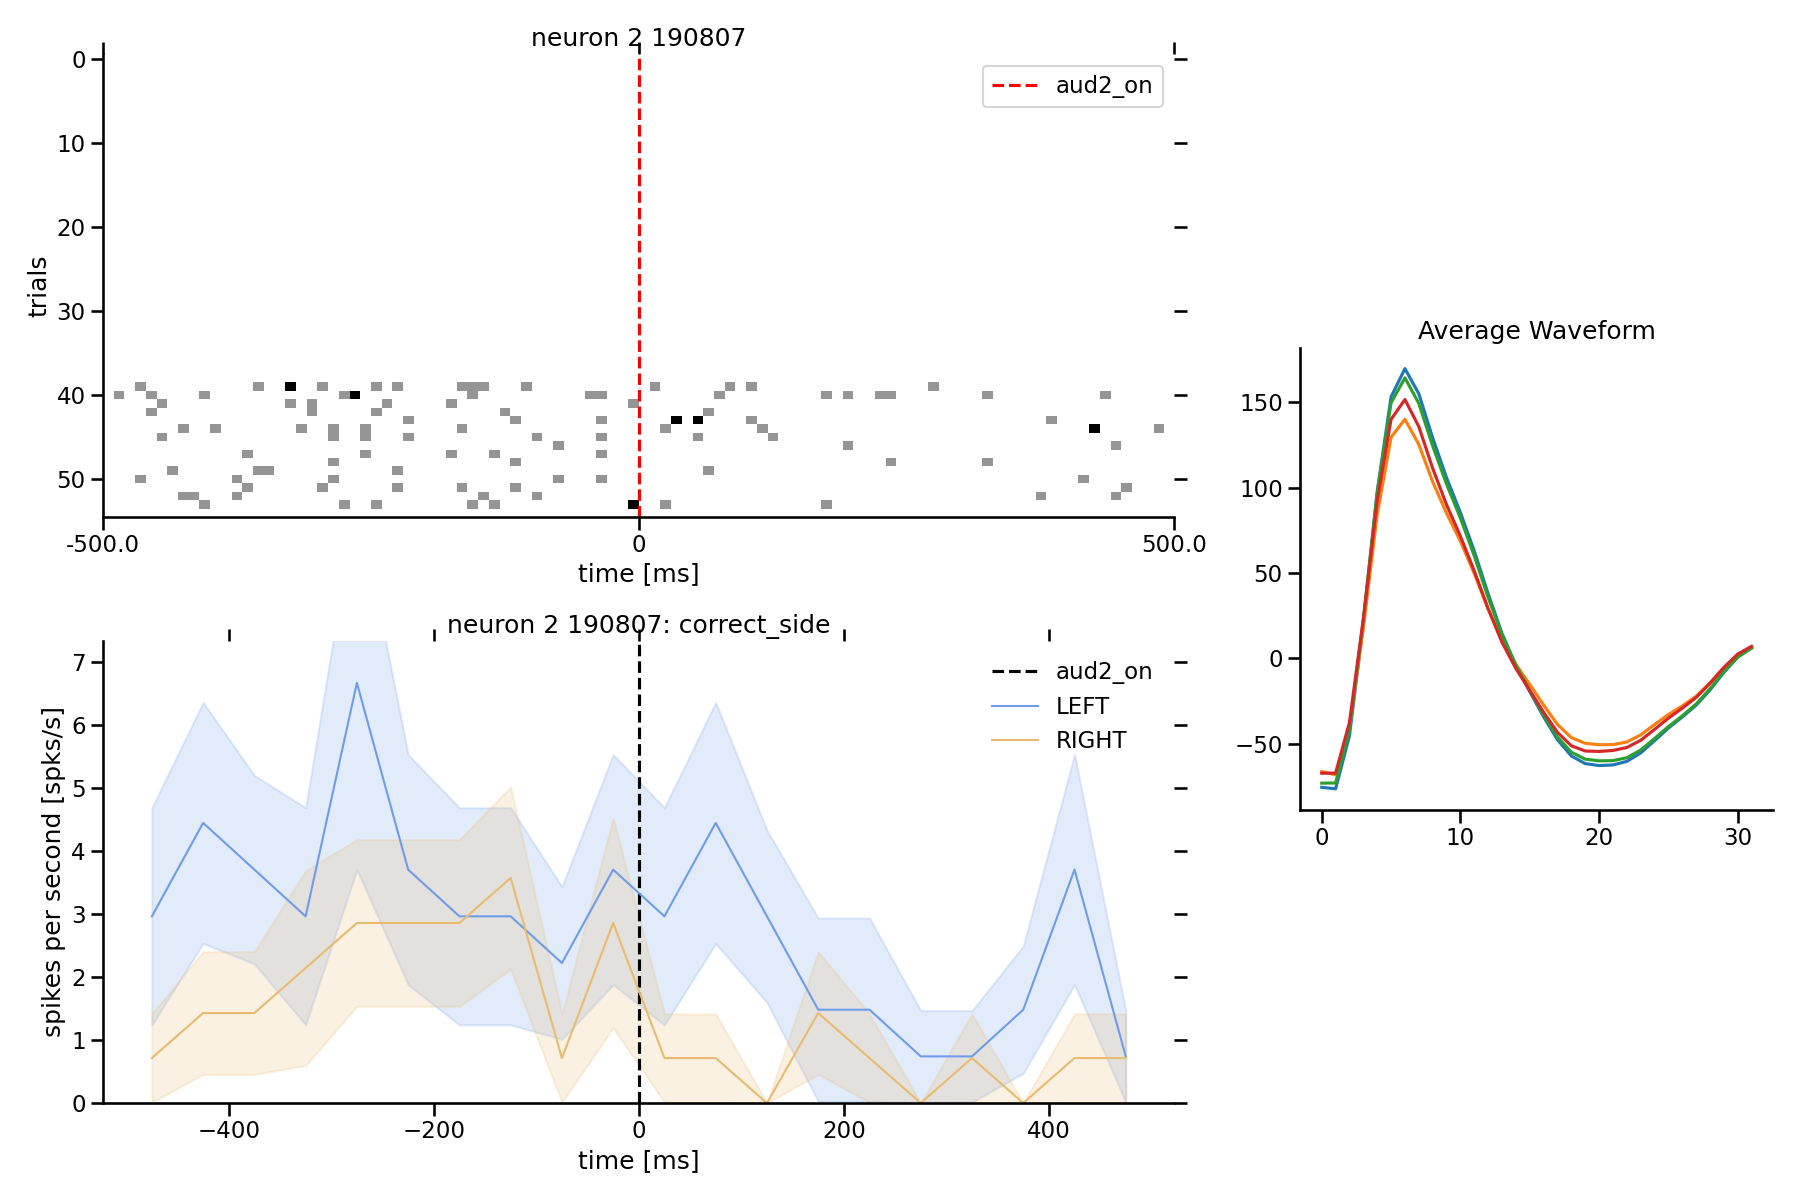 neuron 2 190807
aud2_on
0
10
20
30
40
50
trials
-500.0
0
500.0
time [ms]
neuron 2 190807: correct_side
aud2_on
LEFT
RIGHT
7
6
5
4
3
2
1
0
spikes per second [spks/s]
−400
−200
0
200
400
time [ms]
Average Waveform
150
100
50
0
−50
0
10
20
30